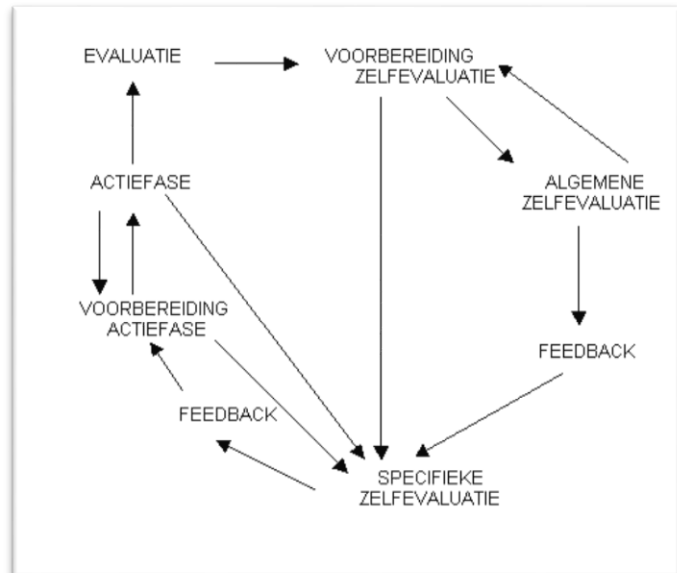 EVALUATIE
VOORBEREIDING
ZELFEVALUATIE
ACTIEFASE
ALGEMENE
ZELFEVALUATIE
VOORBEREIDING
ACTIEFASE
FEEDBACK
FEEDBACK
SPECIFIEKE
ZELFEVALUATIE